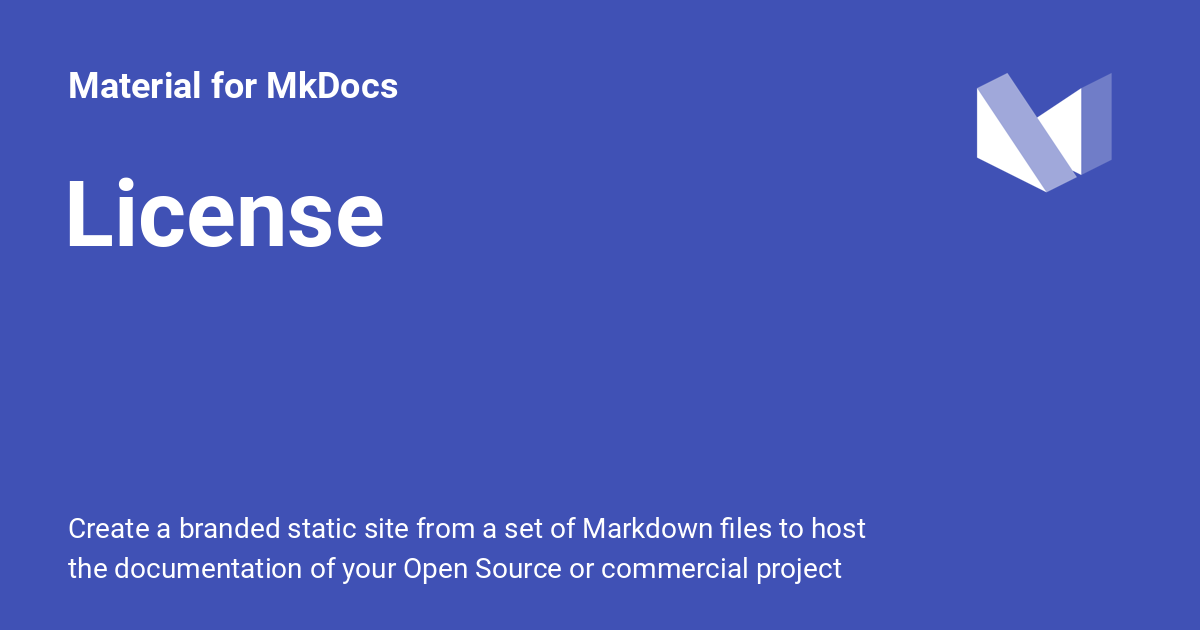 Material for MkDocs
License
Create a branded static site from a set of Markdown files to host
the documentation of your Open Source or commercial project